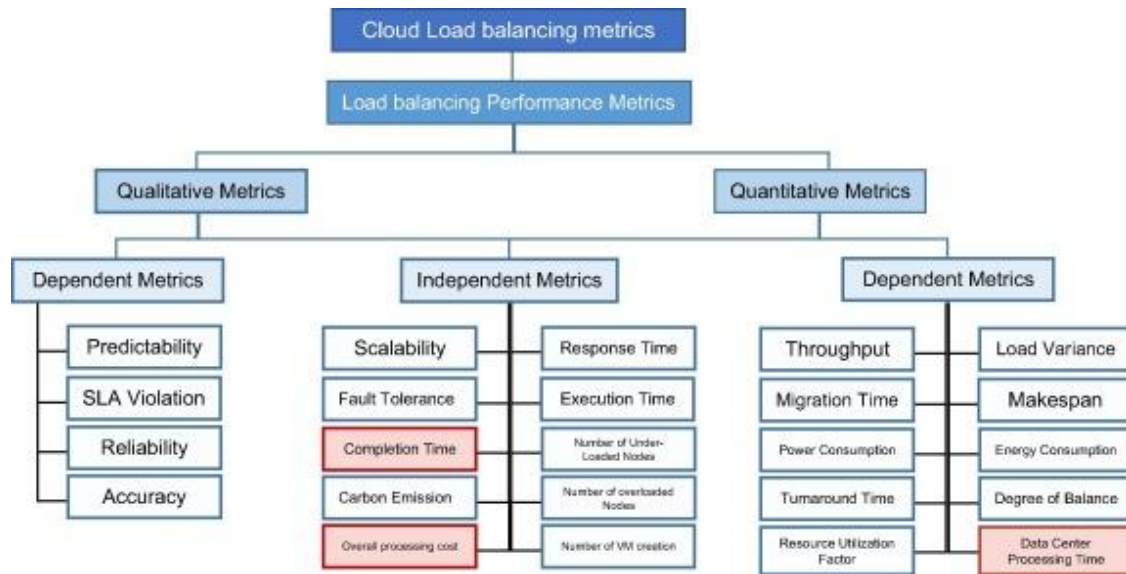 Cloud Load balancing metrics
Load balancing Performance Metrics
Qualitative Metrics
Quantitative Metrics
Dependent Metrics
Independent Metrics
Dependent Metrics
Predictability
SLA Violation
Reliability
Accuracy
Scalability
Response Time
Fault Tolerance
Execution Time
Completion Time
Number of Under-
Loaded Nodes
Carbon Emission
Number of overloaded
Nodes
Overall processing cost
Number of VM creation
Throughput
Load Variance
Migration Time
Makespan
Power Consumption
Energy Consumption
Turnaround Time
Degree of Balance
Resource Utilization
Factor
Data Center
Processing Time